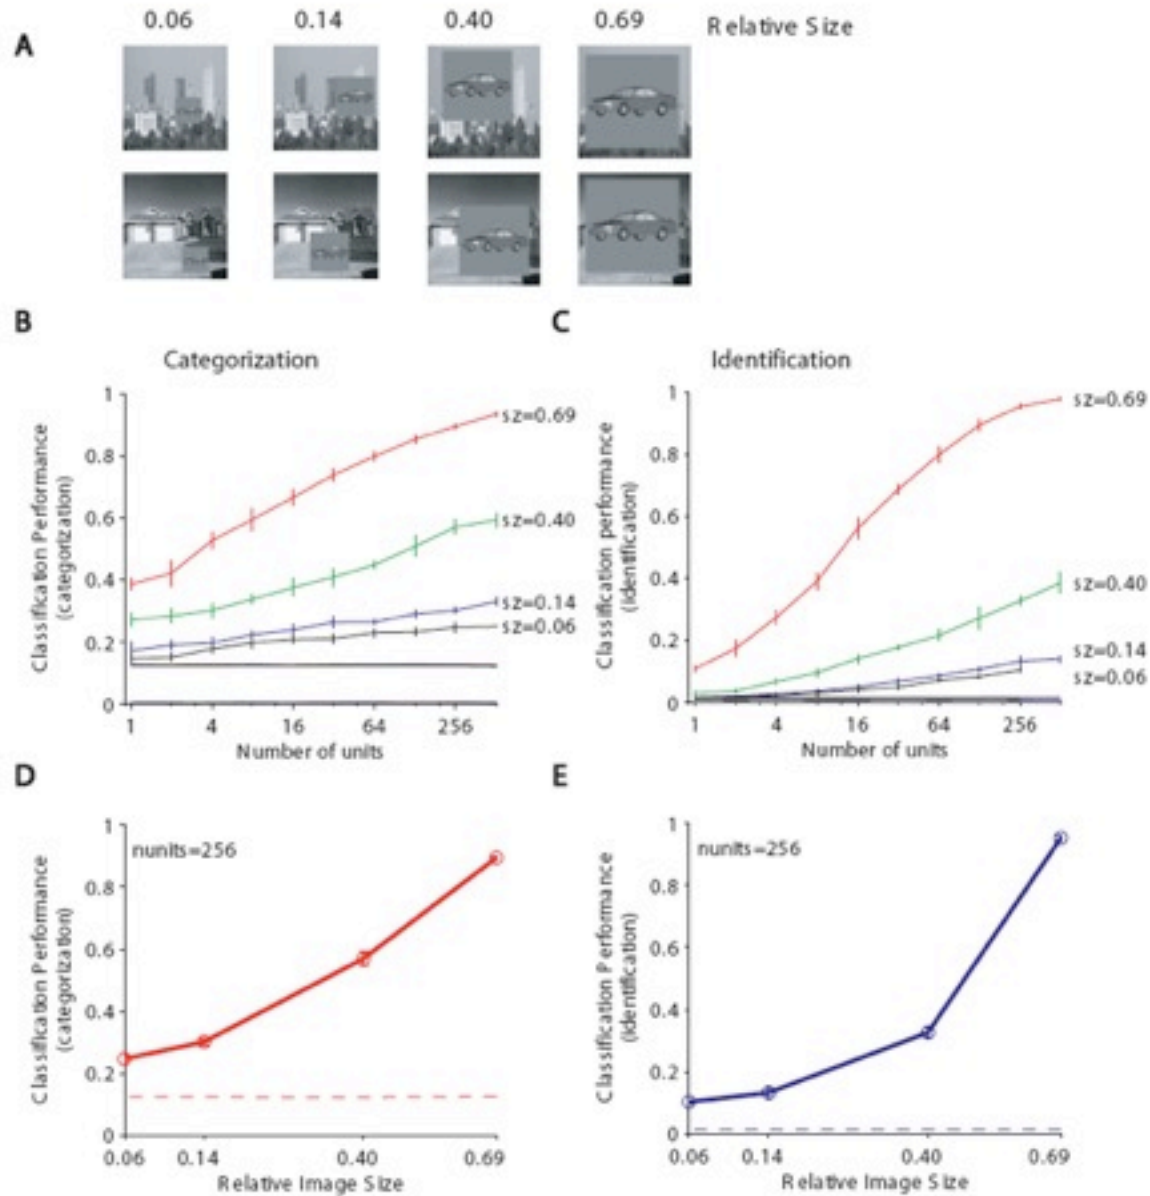 A
0.06 0.14 0.40 0.69 Relative Size
B
Categorization
Classification Performance
(categorization)
1
0.8
0.6
0.4
0.2
0
sz=0.69
sz=0.40
sz=0.14
sz=0.06
1 4 16 64 256
Number of units
C
Identification
Classification performance
(identification)
1
0.8
0.6
0.4
0.2
0
sz=0.69
sz=0.40
sz=0.14
sz=0.06
1 4 16 64 256
Number of units
D
nunits=256
Classification Performance
(categorization)
1
0.8
0.6
0.4
0.2
0
0.06 0.14 0.40 0.69
Relative Image Size
E
nunits=256
Classification Performance
(identification)
1
0.8
0.6
0.4
0.2
0
0.06 0.14 0.40 0.69
Relative Image Size